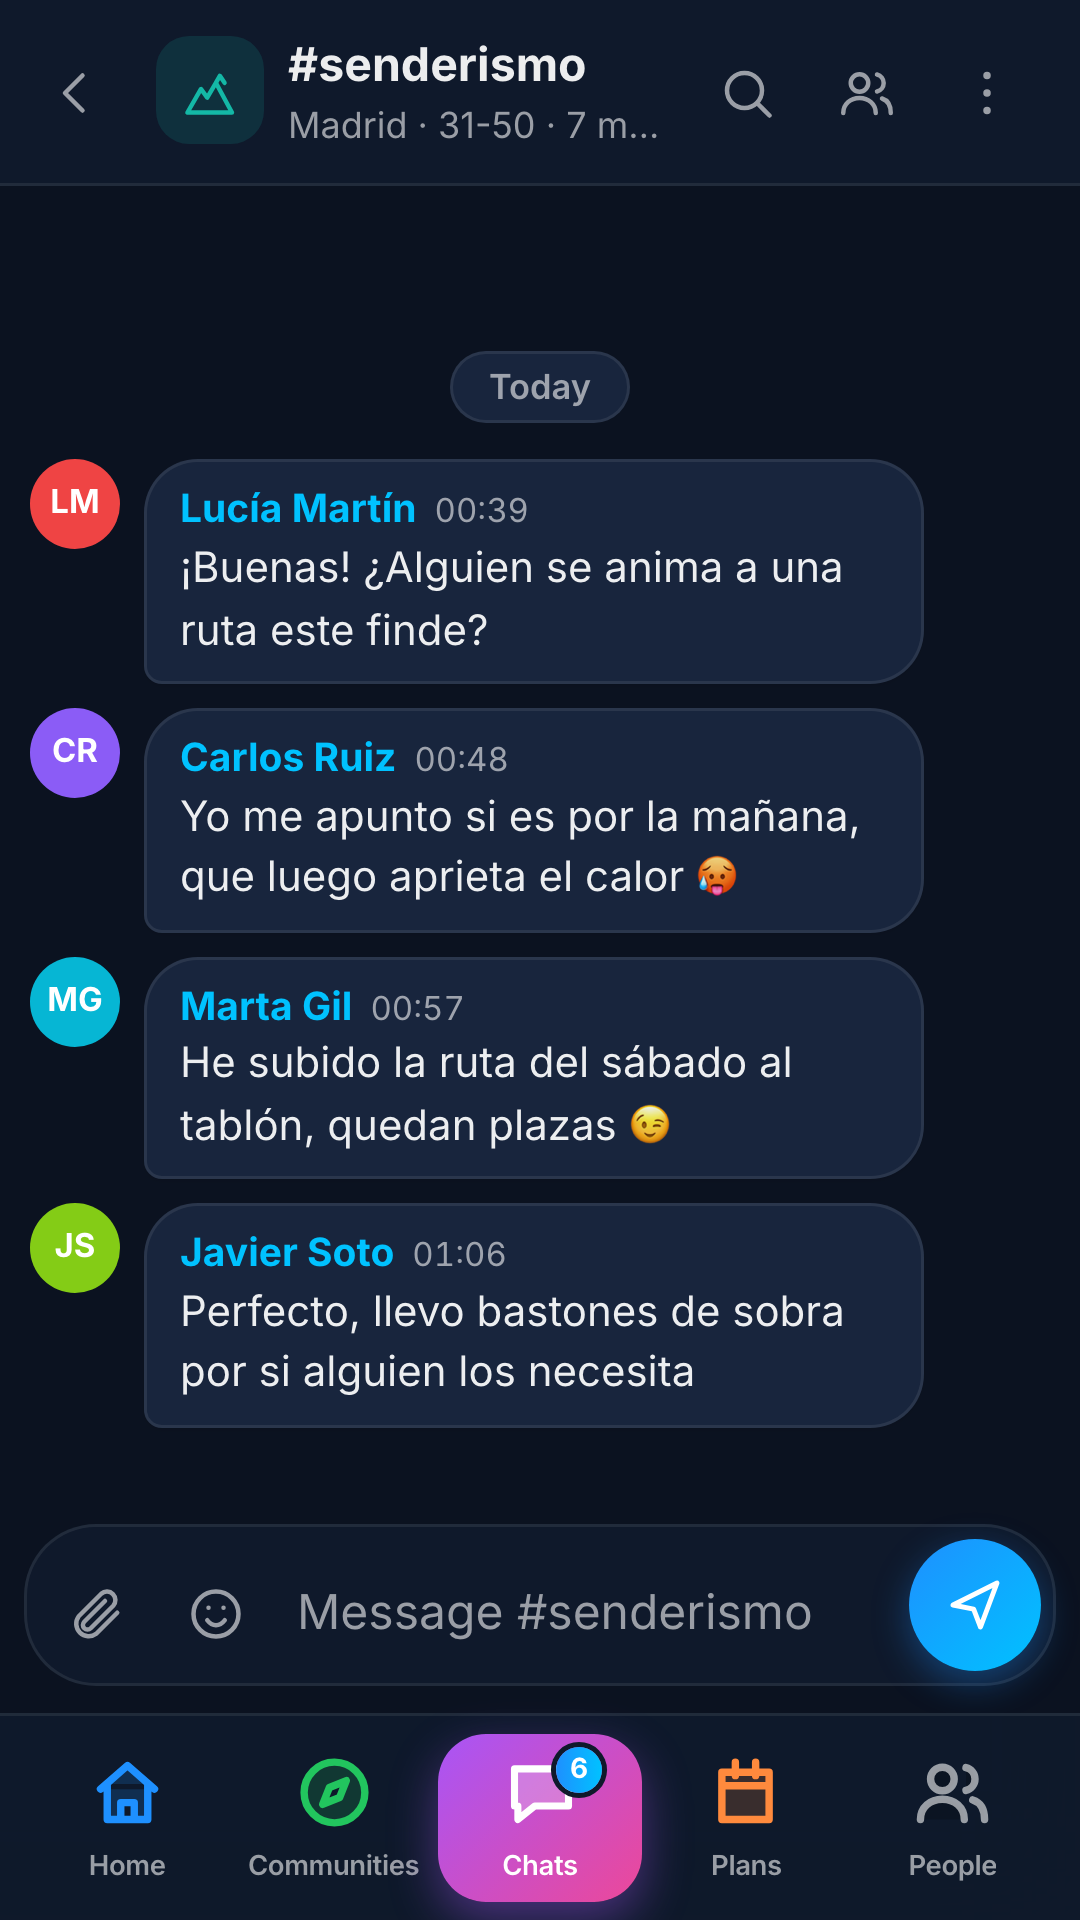 #senderismo
Madrid · 31-50 · 7 m...
Today
LM
Lucía Martín 00:39
¡Buenas! ¿Alguien se anima a una
ruta este finde?
CR
Carlos Ruiz 00:48
Yo me apunto si es por la mañana,
que luego aprieta el calor 🥵
MG
Marta Gil 00:57
He subido la ruta del sábado al
tablón, quedan plazas 😉
JS
Javier Soto 01:06
Perfecto, llevo bastones de sobra
por si alguien los necesita
Message #senderismo
6
Home Communities Chats Plans People